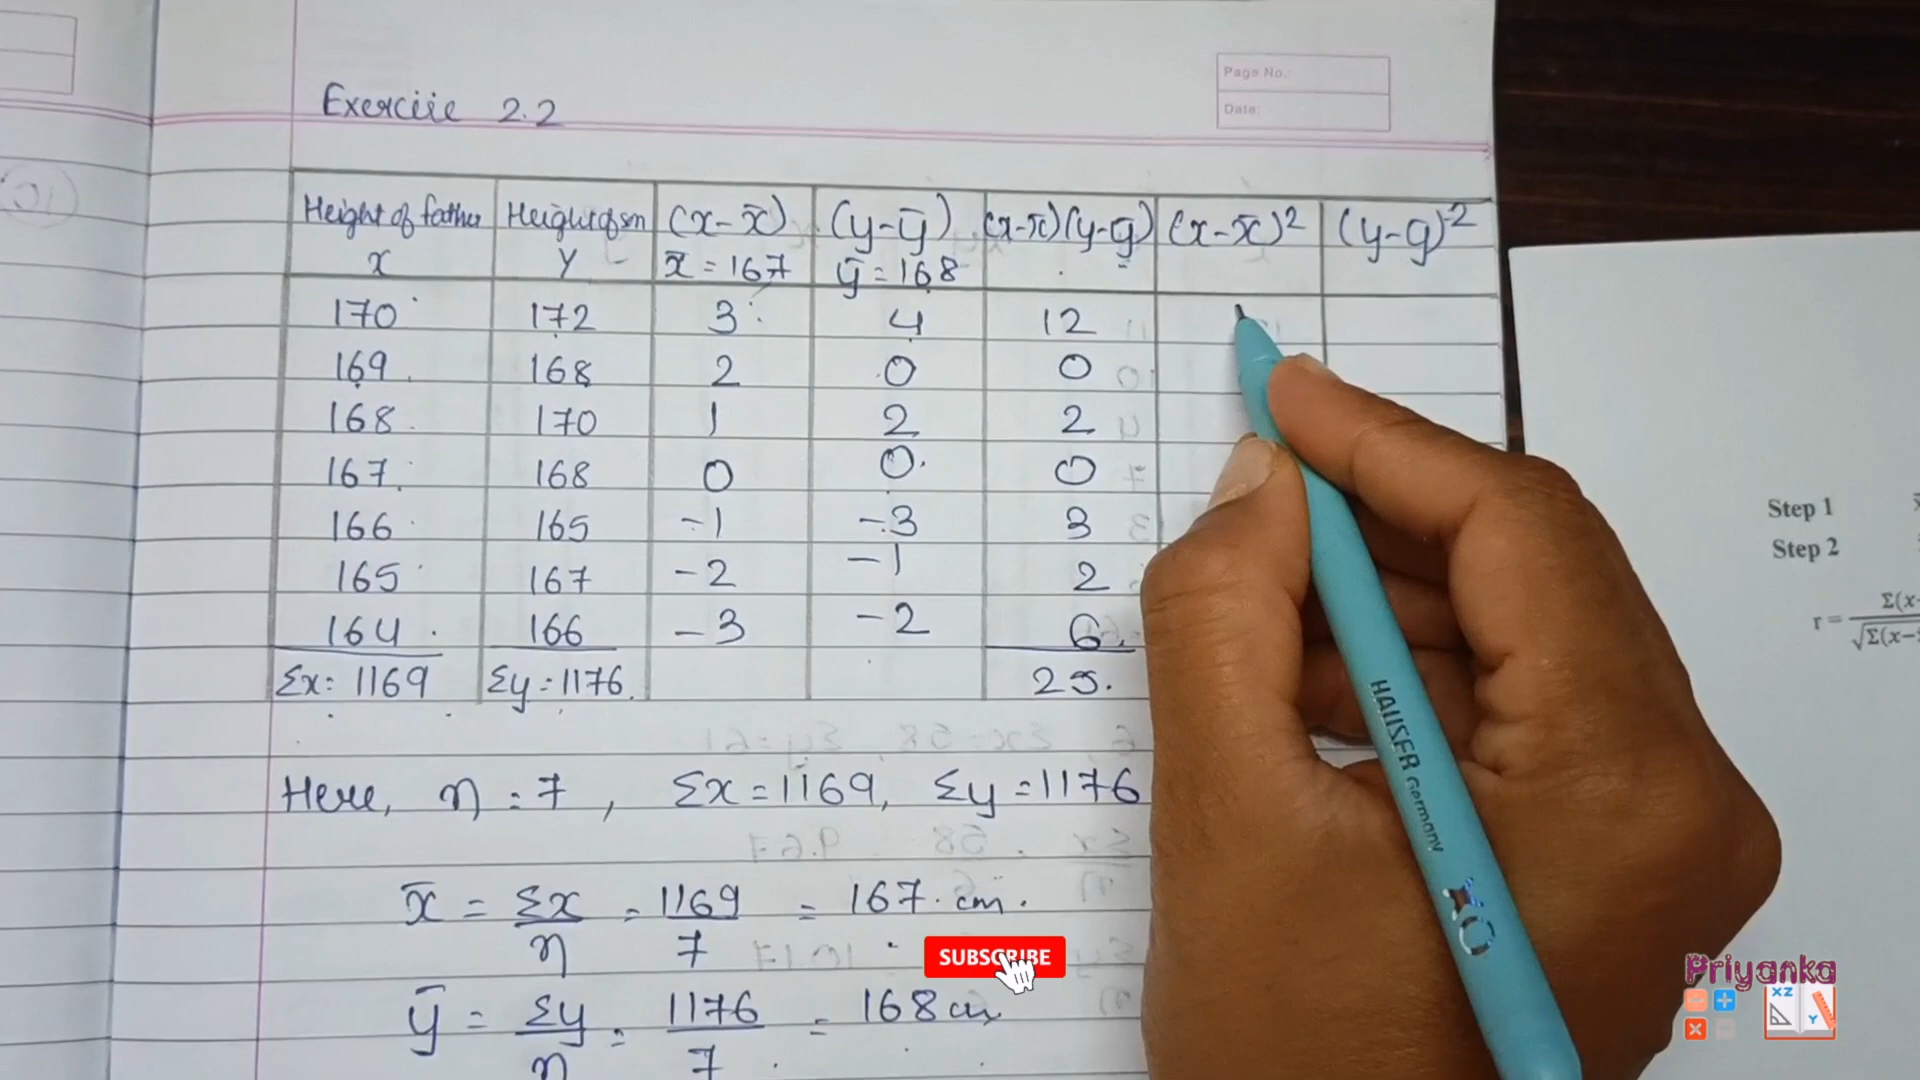 Page No.:
Date:
Exercise 2.2
Height of father Height of son (x-x̄) (y-ȳ) (x-x̄)(y-ȳ) (x-x̄)2 (y-ȳ)2
x y x̄ = 167 ȳ = 168
170 172 3 4 12
169 168 2 0 0
168 170 1 2 2
167 168 0 0 0
166 165 -1 -3 3
165 167 -2 -1 2
164 166 -3 -2 6
Σx = 1169 Σy = 1176 25
Here, n = 7, Σx = 1169, Σy = 1176
x̄ = Σx/n = 1169/7 = 167 cm.
ȳ = Σy/n = 1176/7 = 168 cm
Step 1
Step 2
r =
HAUSER Germany
XO
SUBSCRIBE
Priyanka
XZ
Y